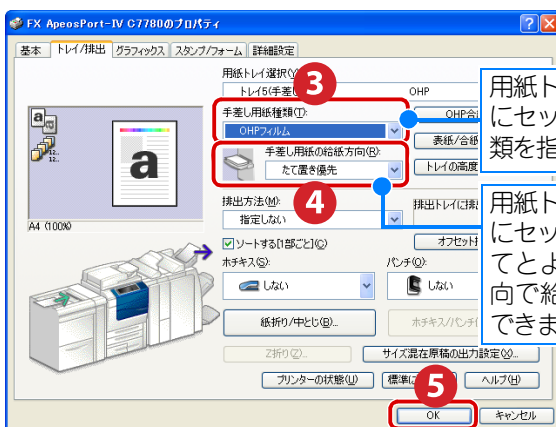 FX ApeosPort-IV C7780のプロパティ
基本 トレイ/排出 グラフィックス スタンプ/フォーム 詳細設定
用紙トレイ選択(Y):
トレイ5(手差し) OHP
3
手差し用紙種類(T):
OHP合
OHPフィルム
表紙/合紙
手差し用紙の給紙方向(R):
たて置き優先
トレイの高度
4
用紙ト
にセッ
類を指
用紙ト
にセッ
てとよ
向で給
できま
A4 (100%)
排出方法(M):
排出トレイに排
指定しない
ソートする[1部ごと](C)
オフセット排
ホチキス(S):
パンチ(O):
しない
しない
紙折り/中とじ(B)...
ホチキス/パンチ
Z折り(Z)...
サイズ混在原稿の出力設定(X)...
プリンターの状態(U)
標準に
ヘルプ(H)
5
OK
キャンセル